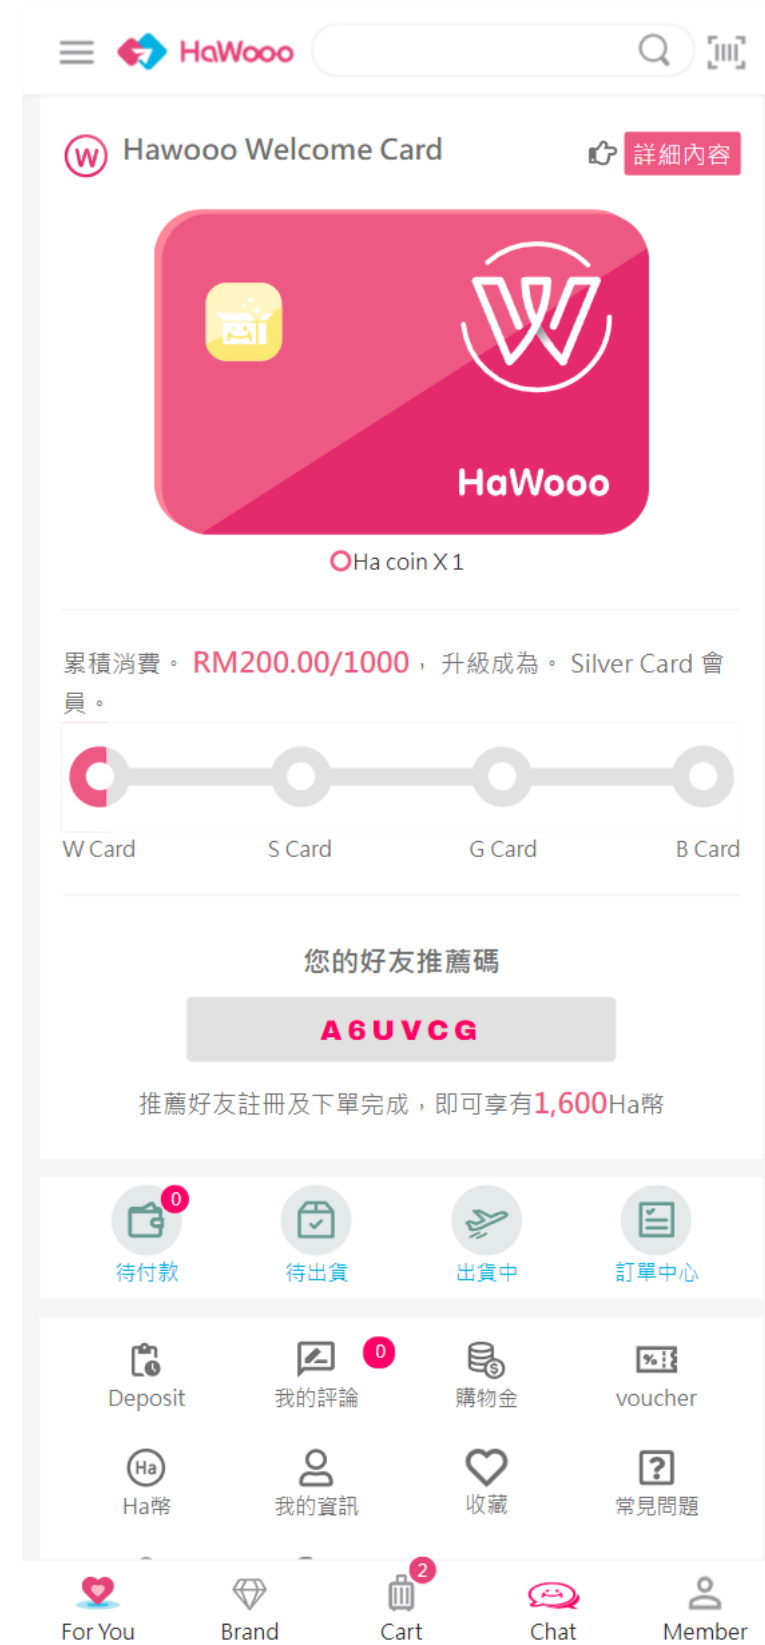 HaWooo
Hawooo Welcome Card
詳細內容
W
HaWooo
Ha coin X 1
累積消費。 RM200.00/1000， 升級成為。 Silver Card 會
員。
W Card S Card G Card B Card
您的好友推薦碼
A6UVCG
推薦好友註冊及下單完成，即可享有1,600Ha幣
0
待付款 待出貨 出貨中 訂單中心
0
Deposit 我的評論 購物金 voucher
Ha
Ha幣 我的資訊 收藏 常見問題
2
For You Brand Cart Chat Member